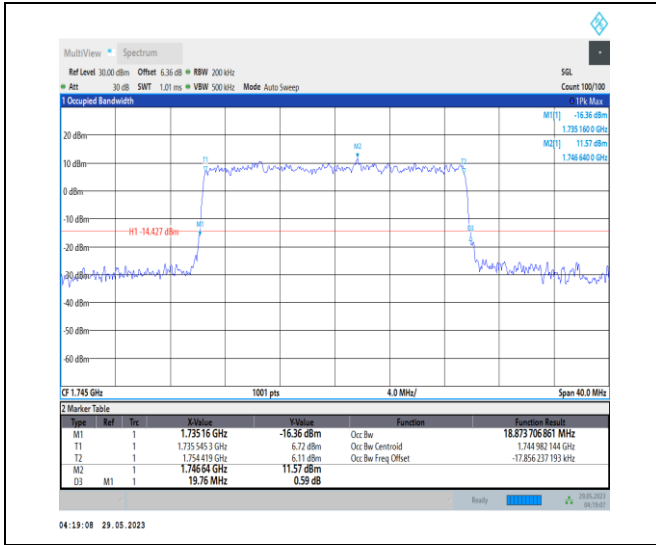 MultiView Spectrum
Ref Level 30.00 dBm Offset 6.36 dB RBW 200 kHz SGL
Att 30 dB SWT 1.01 ms VBW 500 kHz Mode Auto Sweep Count 100/100
1 Occupied Bandwidth 1Pk Max
M1[1] -16.36 dBm
1.735 160 0 GHz
M2[1] 11.57 dBm
1.746 640 0 GHz
20 dBm
M2
T1 T2
10 dBm
0 dBm
-10 dBm
M1
H1 -14.427 dBm
D3
-20 dBm
-30 dBm
-40 dBm
-50 dBm
-60 dBm
CF 1.745 GHz 1001 pts 4.0 MHz/ Span 40.0 MHz
2 Marker Table
Type Ref Trc X-Value Y-Value Function Function Result
M1 1 1.73516 GHz -16.36 dBm Occ Bw 18.873 706 861 MHz
T1 1 1.735 545 3 GHz 6.72 dBm Occ Bw Centroid 1.744 982 144 GHz
T2 1 1.754 419 GHz 6.11 dBm Occ Bw Freq Offset -17.856 237 193 kHz
M2 1 1.74664 GHz 11.57 dBm
D3 M1 1 19.76 MHz 0.59 dB
Ready 29.05.2023
04:19:07
04:19:08 29.05.2023